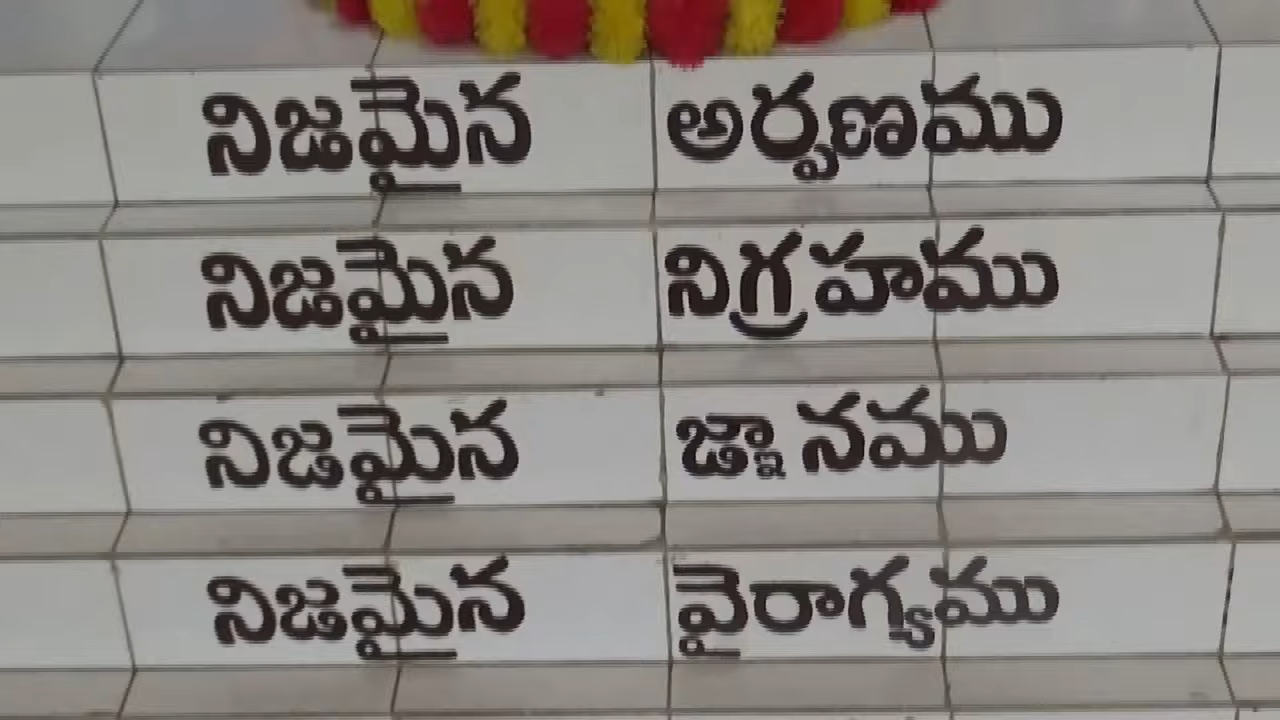 నిజమైన అర్పణము
నిజమైన నిగ్రహము
నిజమైన జ్ఞానము
నిజమైన వైరాగ్యము